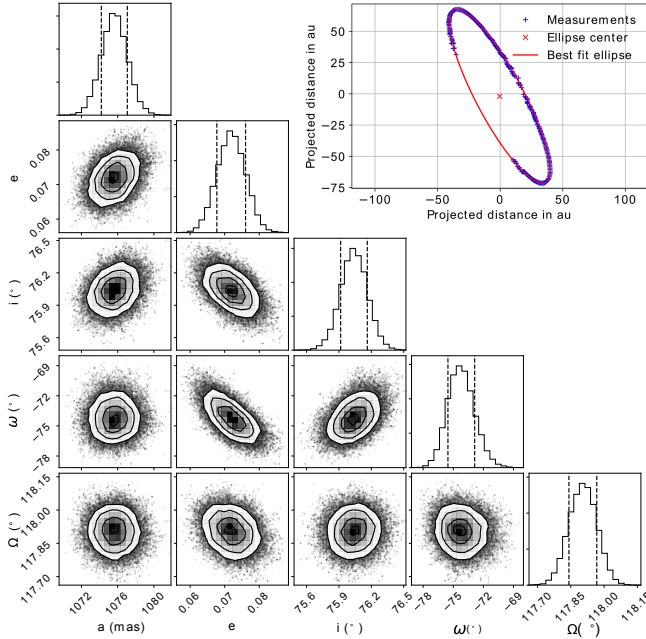 50
25
0
−25
−50
−75
Projected distance in au
−100 −50 0 50 100
Projected distance in au
Measurements
Ellipse center
Best fit ellipse
0.08
0.07
0.06
e
76.5
76.2
75.9
75.6
i (°)
−69
−72
−75
−78
ω (°)
118.15
118.00
117.85
117.70
Ω (°)
1072 1076 1080
a (mas)
0.06 0.07 0.08
e
75.6 75.9 76.2 76.5
i (°)
−78 −75 −72 −69
ω (°)
117.70 117.85 118.00 118.15
Ω( °)